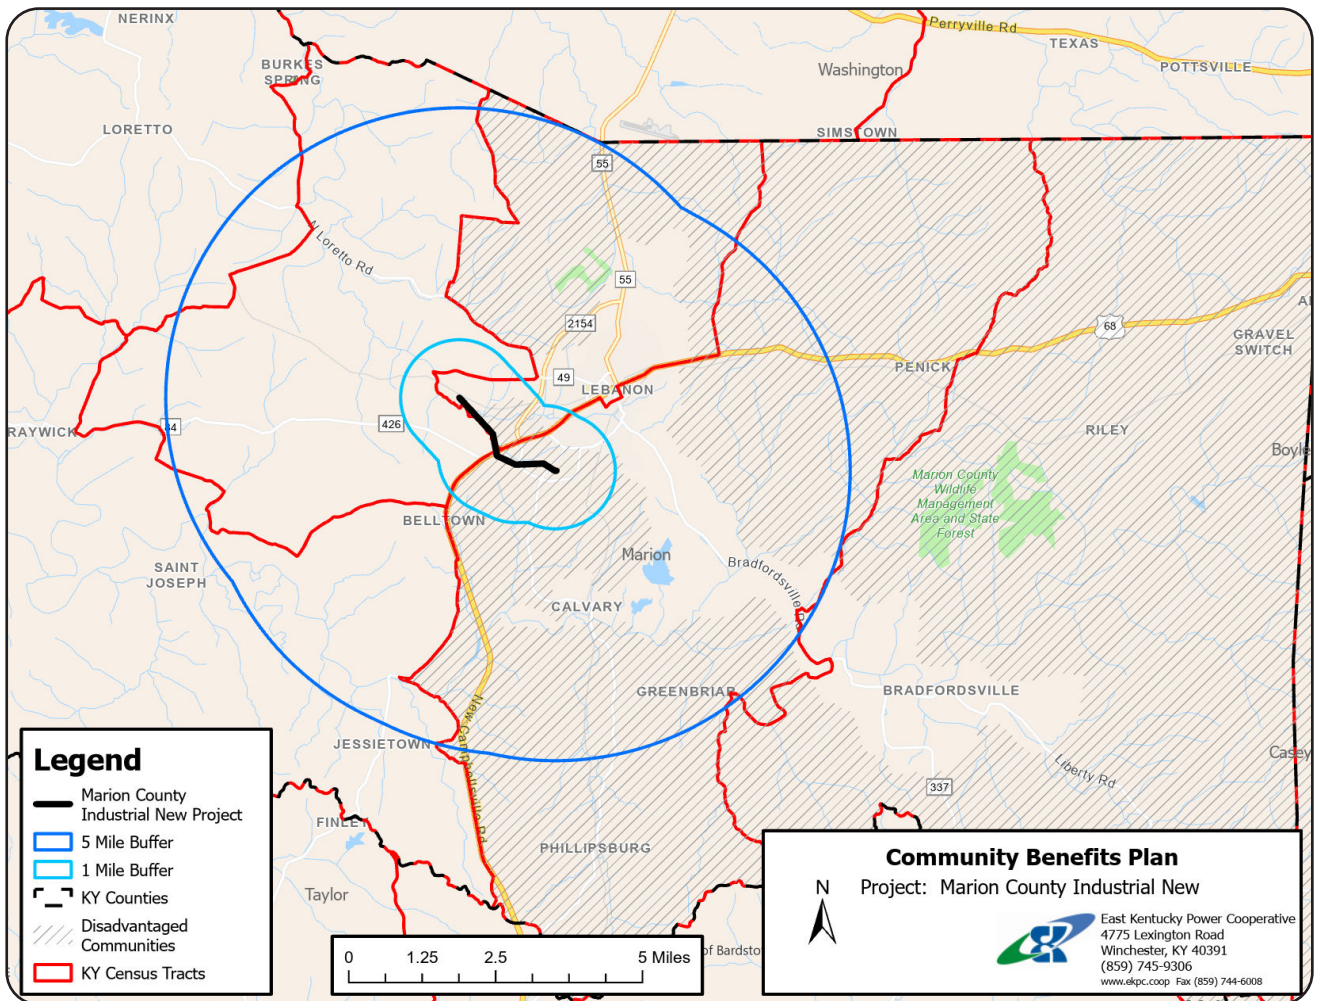 NERINX
Perryville Rd
TEXAS
Washington
POTTSVILLE
BURKES
SPRING
LORETTO
SIMSTOWN
55
N Loretto Rd
55
2154
68
GRAVEL
SWITCH
PENICK
49
LEBANON
426
84
RAYWICK
RILEY
Boyle
Marion County
Wildlife
Management
Area and State
Forest
BELLTOWN
Marion
Bradfordsville Rd
SAINT
JOSEPH
CALVARY
GREENBRIAR
BRADFORDSVILLE
New Campbellsville Rd
JESSIETOWN
Casey
Liberty Rd
337
FINLEY
PHILLIPSBURG
Taylor
of Bardsto
Legend
Marion County
Industrial New Project
5 Mile Buffer
1 Mile Buffer
KY Counties
Disadvantaged
Communities
KY Census Tracts
0 1.25 2.5 5 Miles
Community Benefits Plan
N
Project: Marion County Industrial New
East Kentucky Power Cooperative
4775 Lexington Road
Winchester, KY 40391
(859) 745-9306
www.ekpc.coop Fax (859) 744-6008